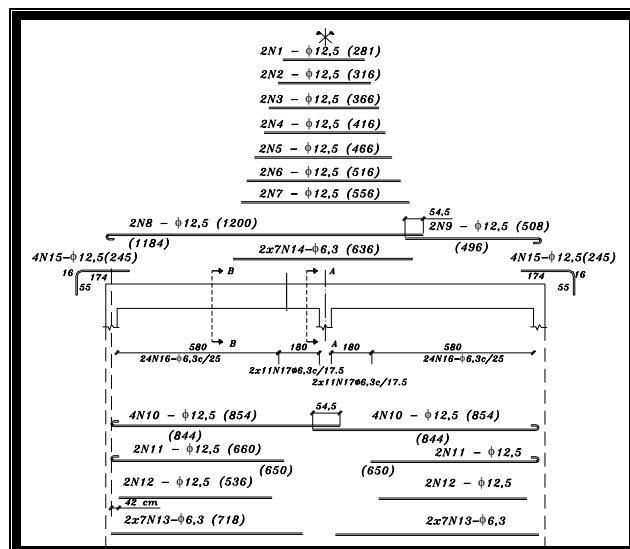 2N1 - ϕ12,5 (281)
2N2 - ϕ12,5 (316)
2N3 - ϕ12,5 (366)
2N4 - ϕ12,5 (416)
2N5 - ϕ12,5 (466)
2N6 - ϕ12,5 (516)
2N7 - ϕ12,5 (556)
54,5
2N8 - ϕ12,5 (1200) 2N9 - ϕ12,5 (508)
(1184) (496)
4N15-ϕ12,5(245) 2x7N14-ϕ6,3 (636) 4N15-ϕ12,5(245)
16 174 55 B A 174 16 55
B A
580 180 180 580
24N16-ϕ6,3c/25 2x11N17ϕ6,3c/17.5 24N16-ϕ6,3c/25
2x11N17ϕ6,3c/17.5
54,5
4N10 - ϕ12,5 (854) 4N10 - ϕ12,5 (854)
(844) (844)
2N11 - ϕ12,5 (660) 2N11 - ϕ12,5
(650) (650)
2N12 - ϕ12,5 (536) 2N12 - ϕ12,5
42 cm
2x7N13-ϕ6,3 (718) 2x7N13-ϕ6,3